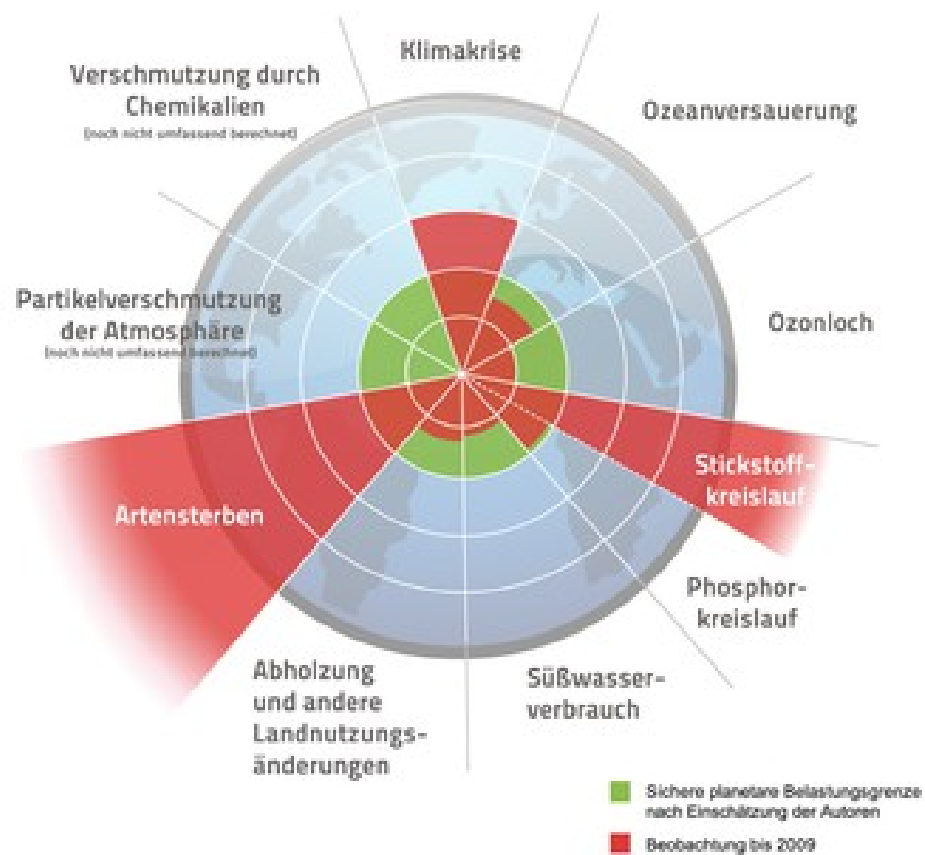 Klimakrise
Verschmutzung durch
Chemikalien
(noch nicht umfassend berechnet)
Ozeanversauerung
Partikelverschmutzung
der Atmosphäre
(noch nicht umfassend berechnet)
Ozonloch
Stickstoff-
kreislauf
Artensterben
Phosphor-
kreislauf
Abholzung
und andere
Landnutzungs-
änderungen
Süßwasser-
verbrauch
Sichere planetare Belastungsgrenze
nach Einschätzung der Autoren
Beobachtung bis 2009